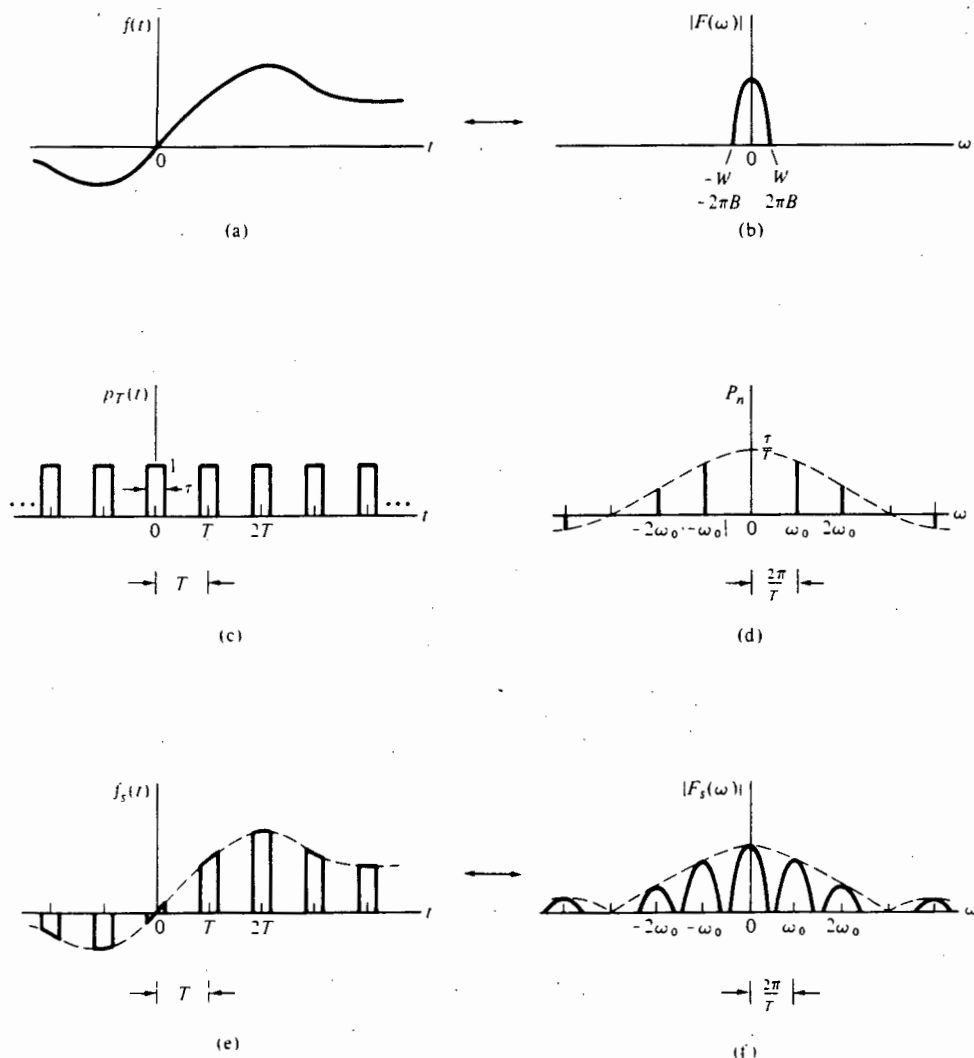 f(t)
|F(ω)|
t
ω
0
0
-W
W
-2πB
2πB
(a)
(b)
p_T(t)
P_n
1
τ
τ/T
...
...
t
ω
0
T
2T
-2ω₀
-ω₀
0
ω₀
2ω₀
T
2π/T
(c)
(d)
f_s(t)
|F_s(ω)|
t
ω
0
T
2T
-2ω₀
-ω₀
0
ω₀
2ω₀
T
2π/T
(e)
(f)